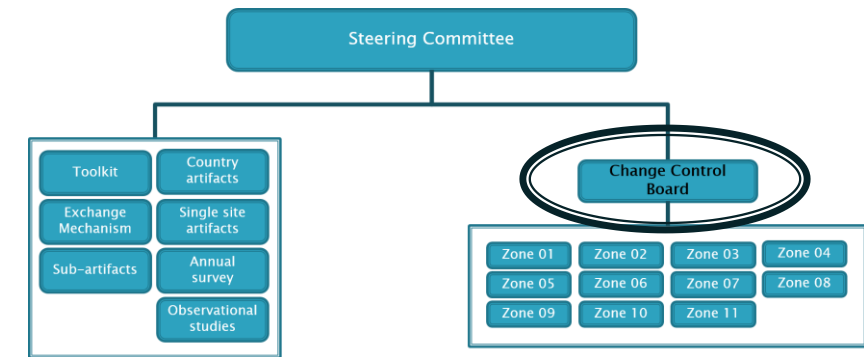 Steering Committee
Toolkit
Country
artifacts
Exchange
Mechanism
Single site
artifacts
Sub-artifacts
Annual
survey
Observational
studies
Change Control
Board
Zone 01
Zone 02
Zone 03
Zone 04
Zone 05
Zone 06
Zone 07
Zone 08
Zone 09
Zone 10
Zone 11